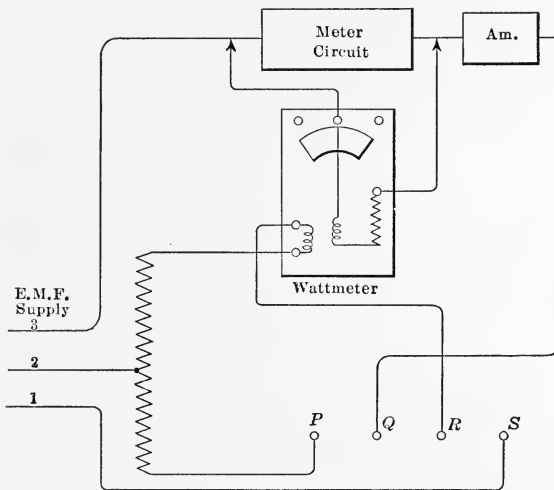 Meter
Circuit
Am.
Wattmeter
E.M.F.
Supply
3
2
1
P Q R S